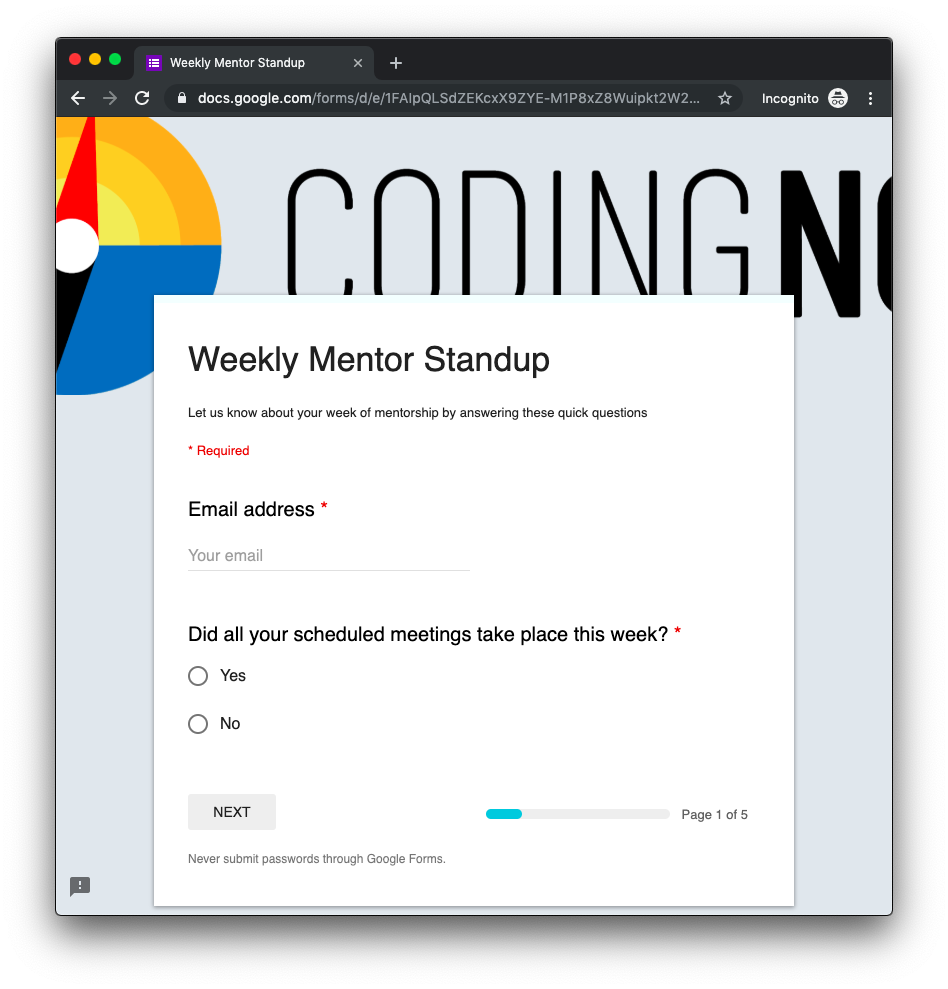 Weekly Mentor Standup
docs.google.com/forms/d/e/1FAIpQLSdZEKcxX9ZYE-M1P8xZ8Wuipkt2W2...
Incognito
CODINGNO
Weekly Mentor Standup
Let us know about your week of mentorship by answering these quick questions
* Required
Email address *
Your email
Did all your scheduled meetings take place this week? *
Yes
No
NEXT
Page 1 of 5
Never submit passwords through Google Forms.